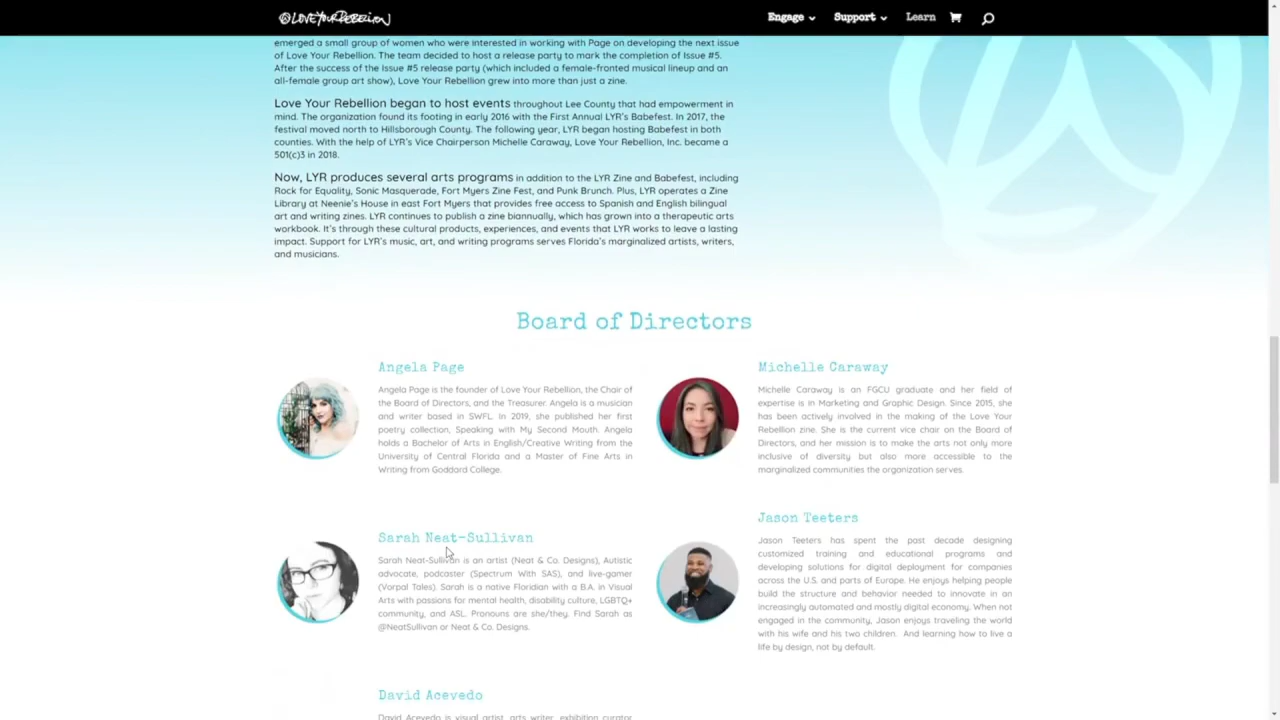 LOVE YOUR REBELLION
Engage
Support
Learn
emerged a small group of women who were interested in working with Page on developing the next issue
of Love Your Rebellion. The team decided to host a release party to mark the completion of Issue #5.
After the success of the Issue #5 release party (which included a female-fronted musical lineup and an
all-female group art show), Love Your Rebellion grew into more than just a zine.
Love Your Rebellion began to host events throughout Lee County that had empowerment in
mind. The organization found its footing in early 2016 with the First Annual LYR's Babefest. In 2017, the
festival moved north to Hillsborough County. The following year, LYR began hosting Babefest in both
counties. With the help of LYR's Vice Chairperson Michelle Caraway, Love Your Rebellion, Inc. became a
501(c)3 in 2018.
Now, LYR produces several arts programs in addition to the LYR Zine and Babefest, including
Rock for Equality, Sonic Masquerade, Fort Myers Zine Fest, and Punk Brunch. Plus, LYR operates a Zine
Library at Neenie's House in east Fort Myers that provides free access to Spanish and English bilingual
art and writing zines. LYR continues to publish a zine biannually, which has grown into a therapeutic arts
workbook. It's through these cultural products, experiences, and events that LYR works to leave a lasting
impact. Support for LYR's music, art, and writing programs serves Florida's marginalized artists, writers,
and musicians.
Board of Directors
Angela Page
Angela Page is the founder of Love Your Rebellion, the Chair of
the Board of Directors, and the Treasurer. Angela is a musician
and writer based in SWFL. In 2019, she published her first
poetry collection, Speaking with My Second Mouth. Angela
holds a Bachelor of Arts in English/Creative Writing from the
University of Central Florida and a Master of Fine Arts in
Writing from Goddard College.
Michelle Caraway
Michelle Caraway is an FGCU graduate and her field of
expertise is in Marketing and Graphic Design. Since 2015, she
has been actively involved in the making of the Love Your
Rebellion zine. She is the current vice chair on the Board of
Directors, and her mission is to make the arts not only more
inclusive of diversity but also more accessible to the
marginalized communities the organization serves.
Sarah Neat-Sullivan
Sarah Neat-Sullivan is an artist (Neat & Co. Designs), Autistic
advocate, podcaster (Spectrum With SAS), and live-gamer
(Vorpal Tales). Sarah is a native Floridian with a B.A. in Visual
Arts with passions for mental health, disability culture, LGBTQ+
community, and ASL. Pronouns are she/they. Find Sarah as
@NeatSullivan or Neat & Co. Designs.
Jason Teeters
Jason Teeters has spent the past decade designing
customized training and educational programs and
developing solutions for digital deployment for companies
across the U.S. and parts of Europe. He enjoys helping people
build the structure and behavior needed to innovate in an
increasingly automated and mostly digital economy. When not
engaged in the community, Jason enjoys traveling the world
with his wife and his two children. And learning how to live a
life by design, not by default.
David Acevedo
David Acevedo is visual artist, arts writer, exhibition curator